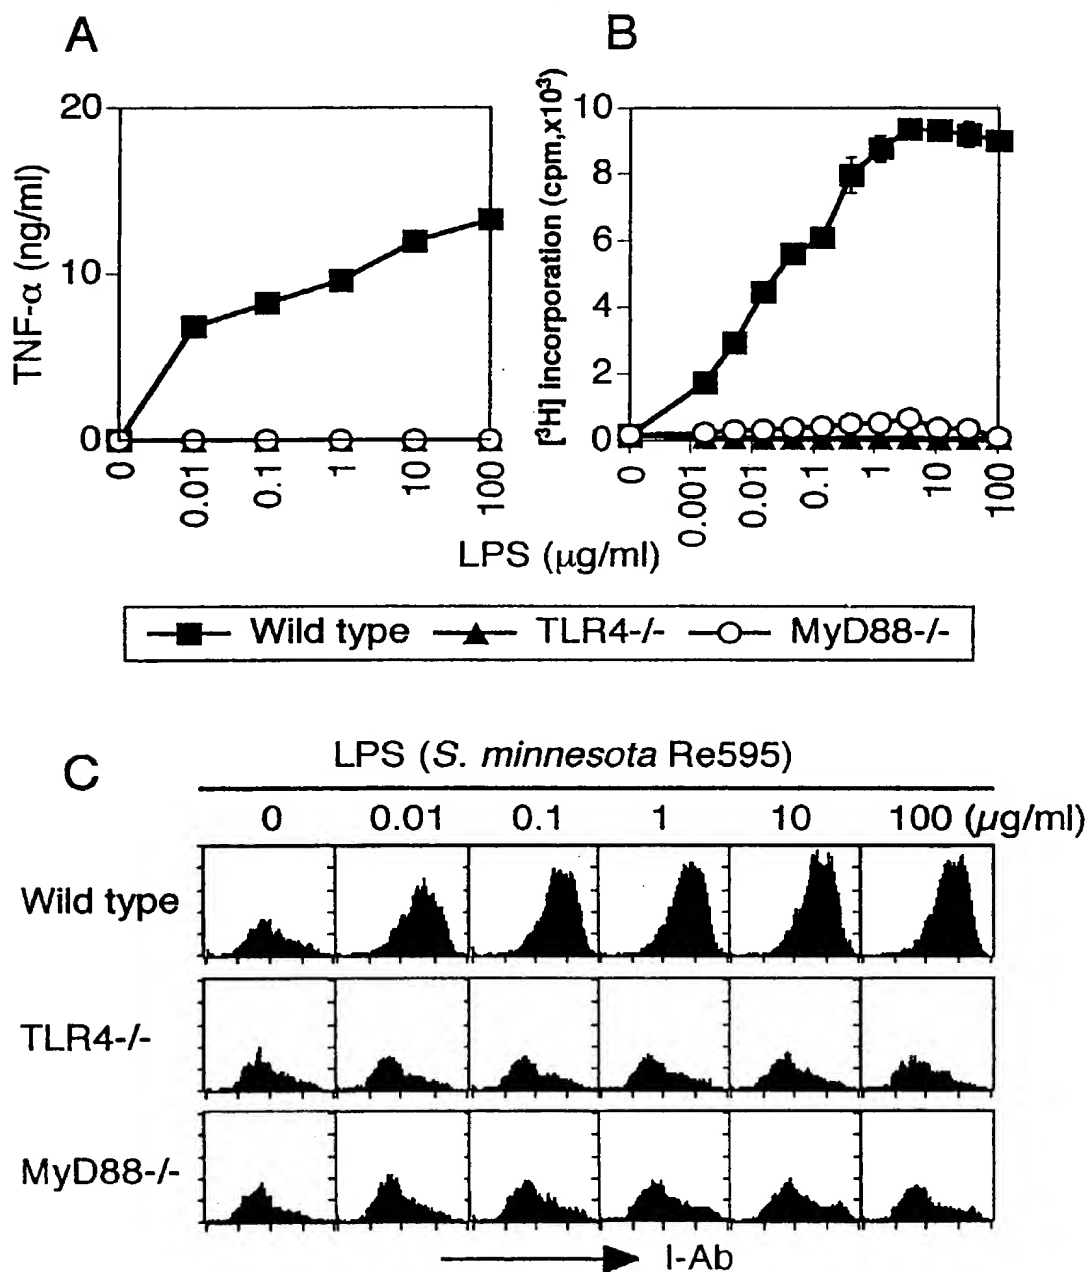 A
TNF-α (ng/ml)
20
10
0
0
0.01
0.1
1
10
100
B
[³H] incorporation (cpm,x10³)
10
8
6
4
2
0
0
0.001
0.01
0.1
1
10
100
LPS (μg/ml)
Wild type TLR4-/- MyD88-/-
C
LPS (S. minnesota Re595)
0 0.01 0.1 1 10 100 (μg/ml)
Wild type
TLR4-/-
MyD88-/-
I-Ab